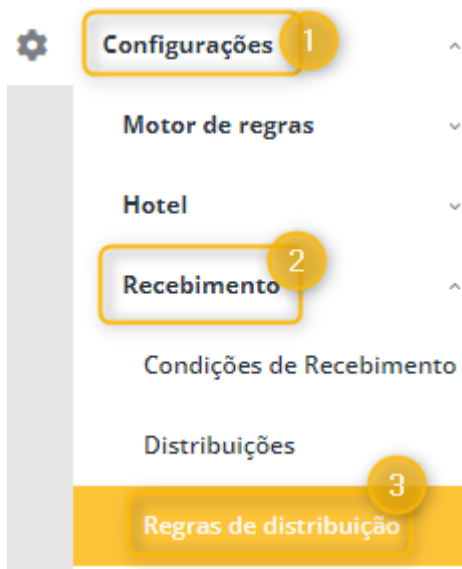 Configurações 1
Motor de regras
Hotel
2
Recebimento
Condições de Recebimento
Distribuições
3
Regras de distribuição